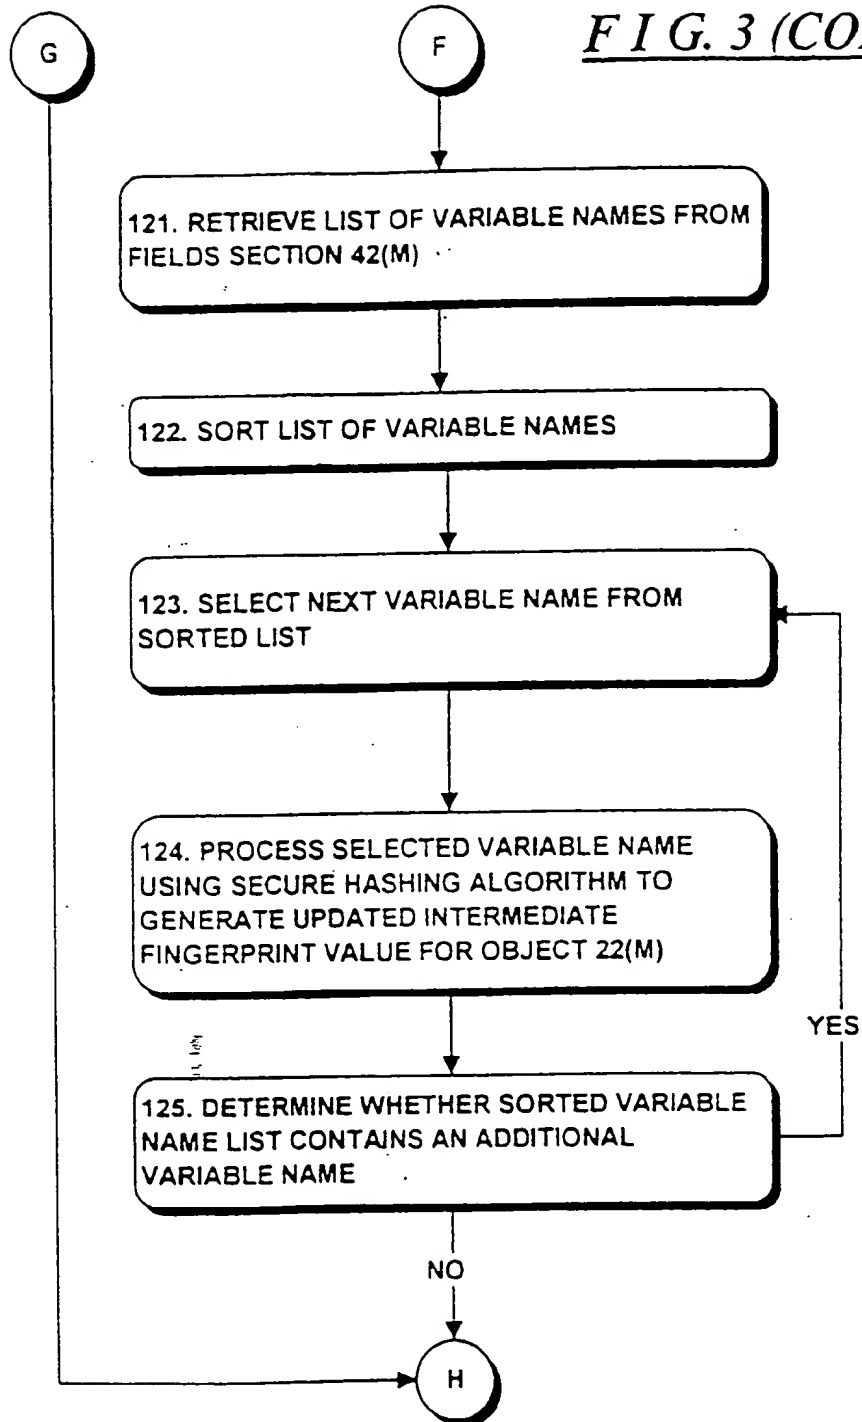 G
F
F I G. 3
121. RETRIEVE LIST OF VARIABLE NAMES FROM
FIELDS SECTION 42(M)
122. SORT LIST OF VARIABLE NAMES
123. SELECT NEXT VARIABLE NAME FROM
SORTED LIST
124. PROCESS SELECTED VARIABLE NAME
USING SECURE HASHING ALGORITHM TO
GENERATE UPDATED INTERMEDIATE
FINGERPRINT VALUE FOR OBJECT 22(M)
YES
125. DETERMINE WHETHER SORTED VARIABLE
NAME LIST CONTAINS AN ADDITIONAL
VARIABLE NAME
NO
H